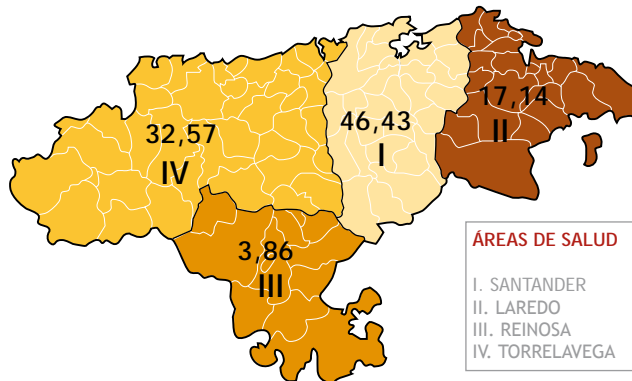 17,14
II
46,43
I
32,57
IV
3,86
III
ÁREAS DE SALUD
I. SANTANDER
II. LAREDO
III. REINOSA
IV. TORRELAVEGA